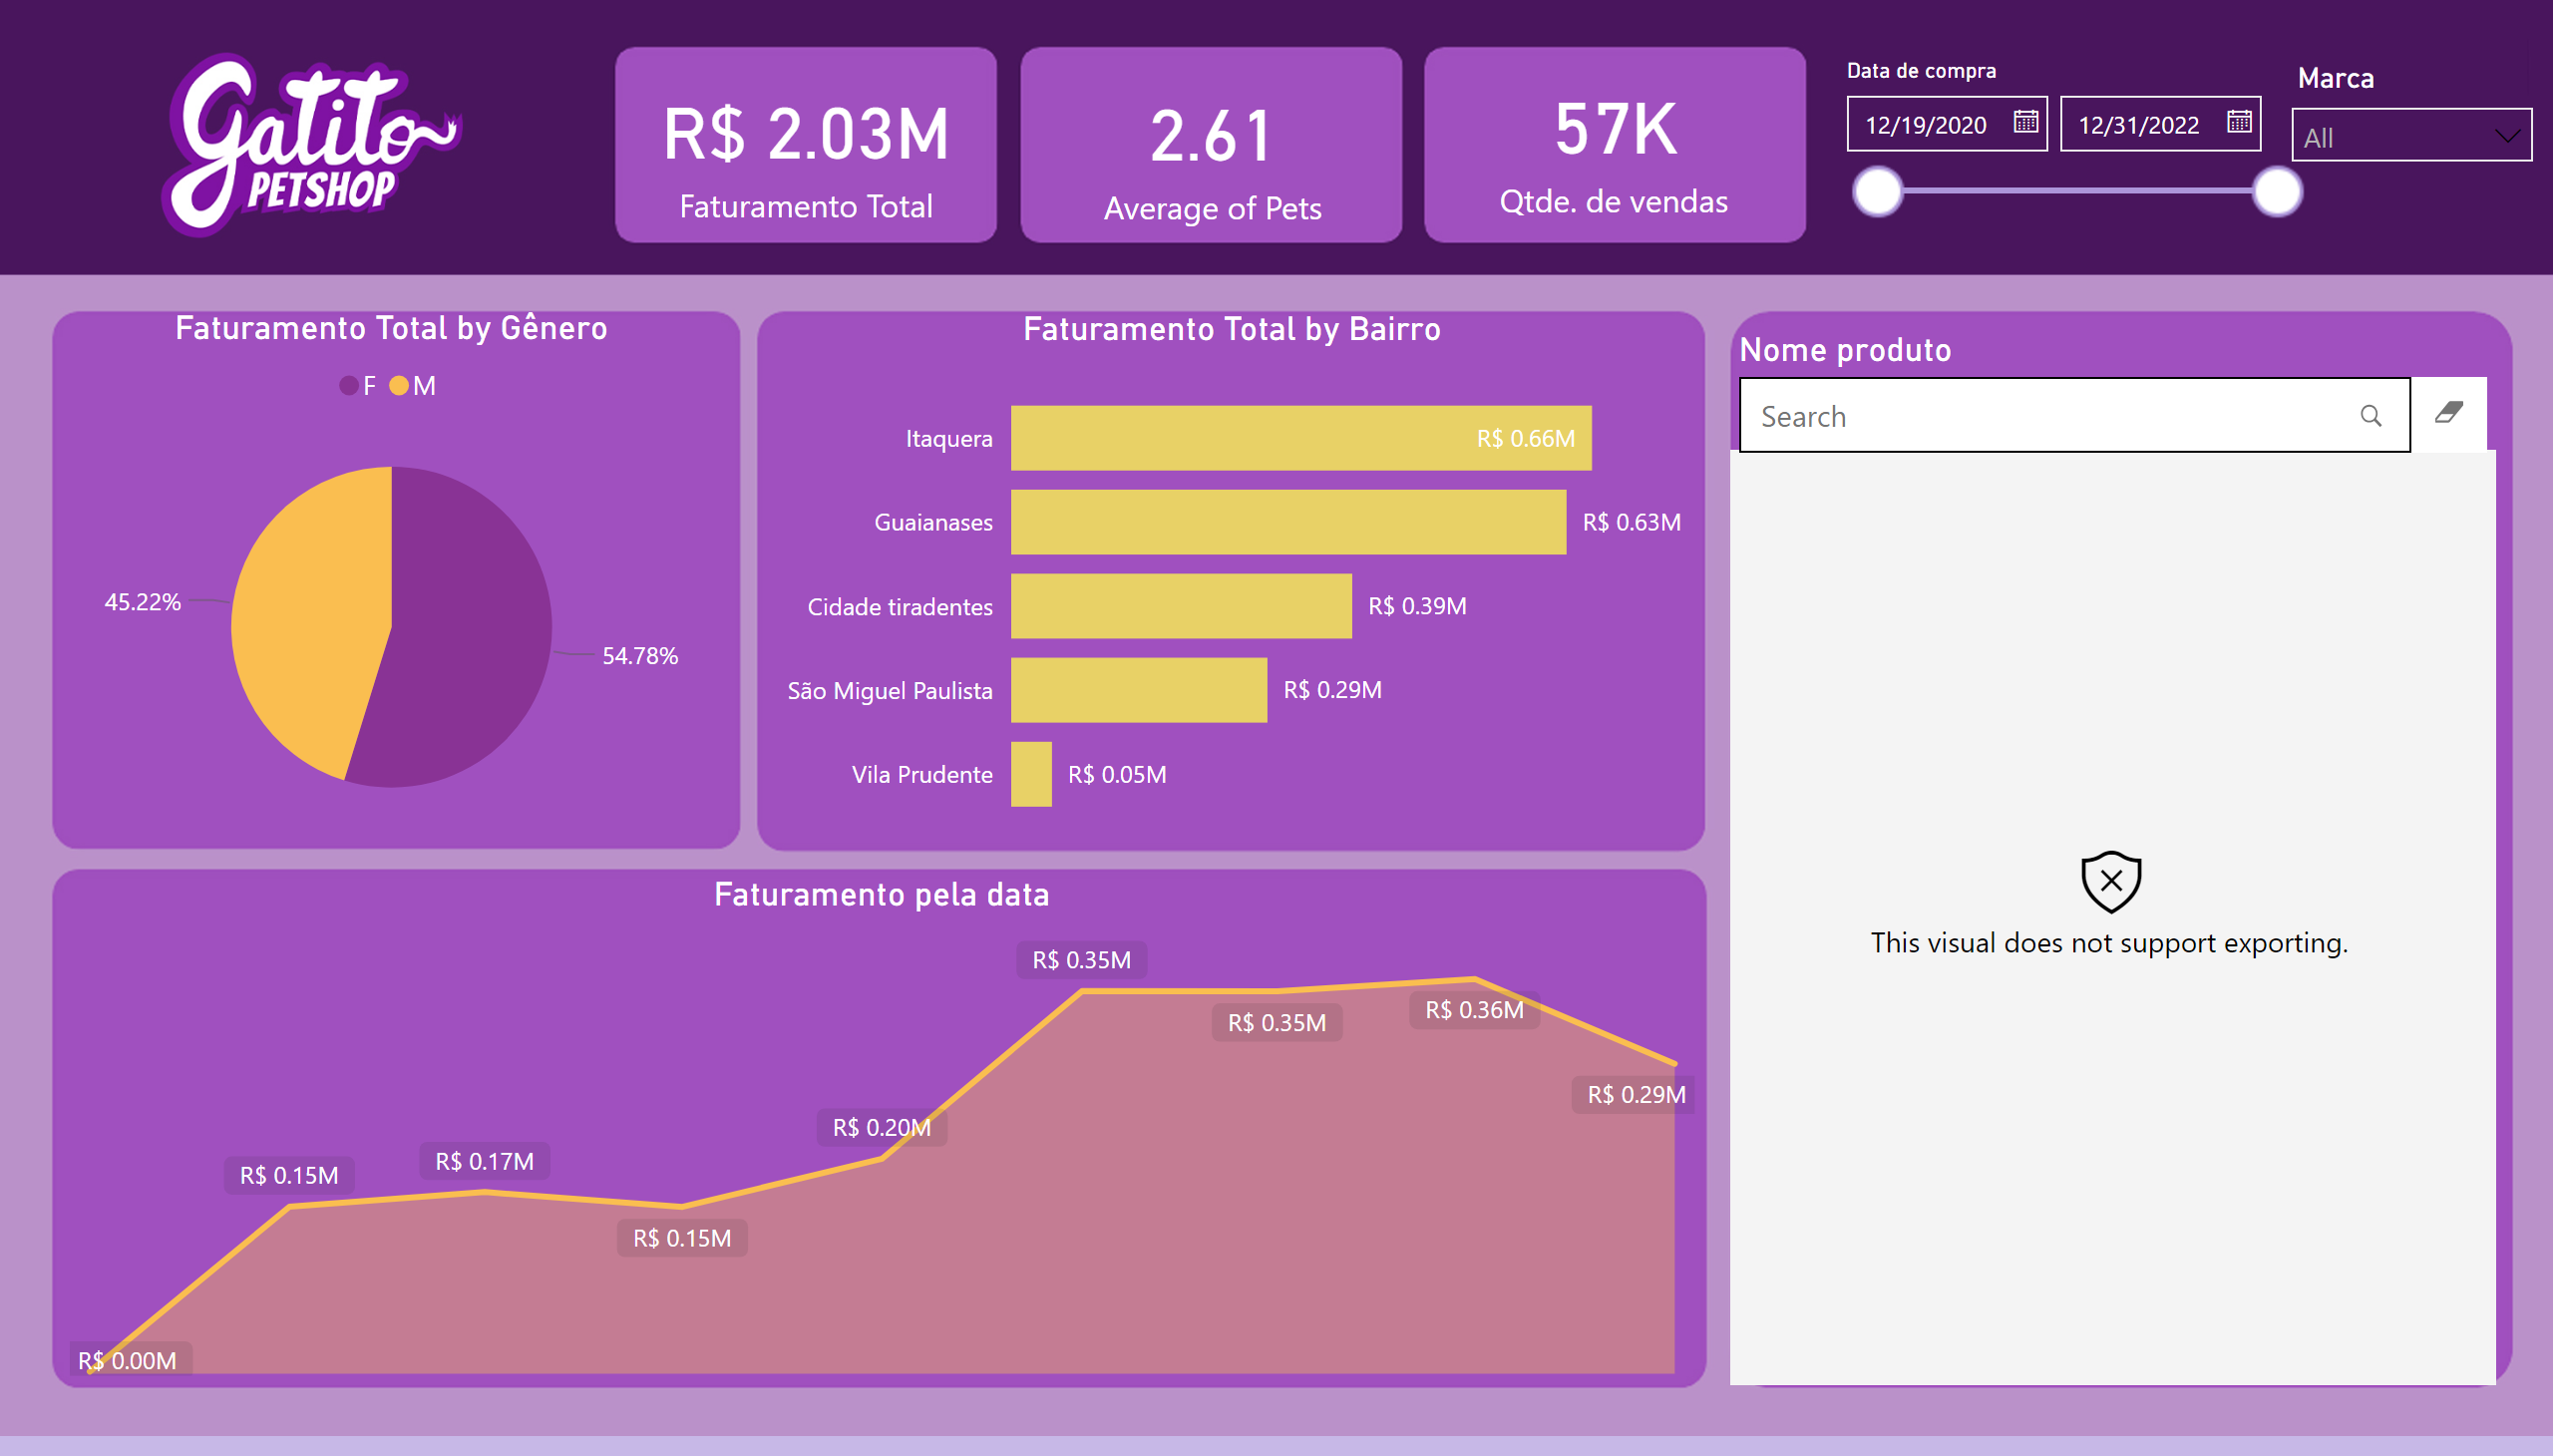 Gatito
PETSHOP
R$ 2.03M
Faturamento Total
2.61
Average of Pets
57K
Qtde. de vendas
Data de compra
12/19/2020
12/31/2022
Marca
All
Faturamento Total by Gênero
F M
45.22%
54.78%
Faturamento Total by Bairro
Itaquera R$ 0.66M
Guaianases R$ 0.63M
Cidade tiradentes R$ 0.39M
São Miguel Paulista R$ 0.29M
Vila Prudente R$ 0.05M
Nome produto
Search
This visual does not support exporting.
Faturamento pela data
R$ 0.00M
R$ 0.15M
R$ 0.17M
R$ 0.15M
R$ 0.20M
R$ 0.35M
R$ 0.35M
R$ 0.36M
R$ 0.29M